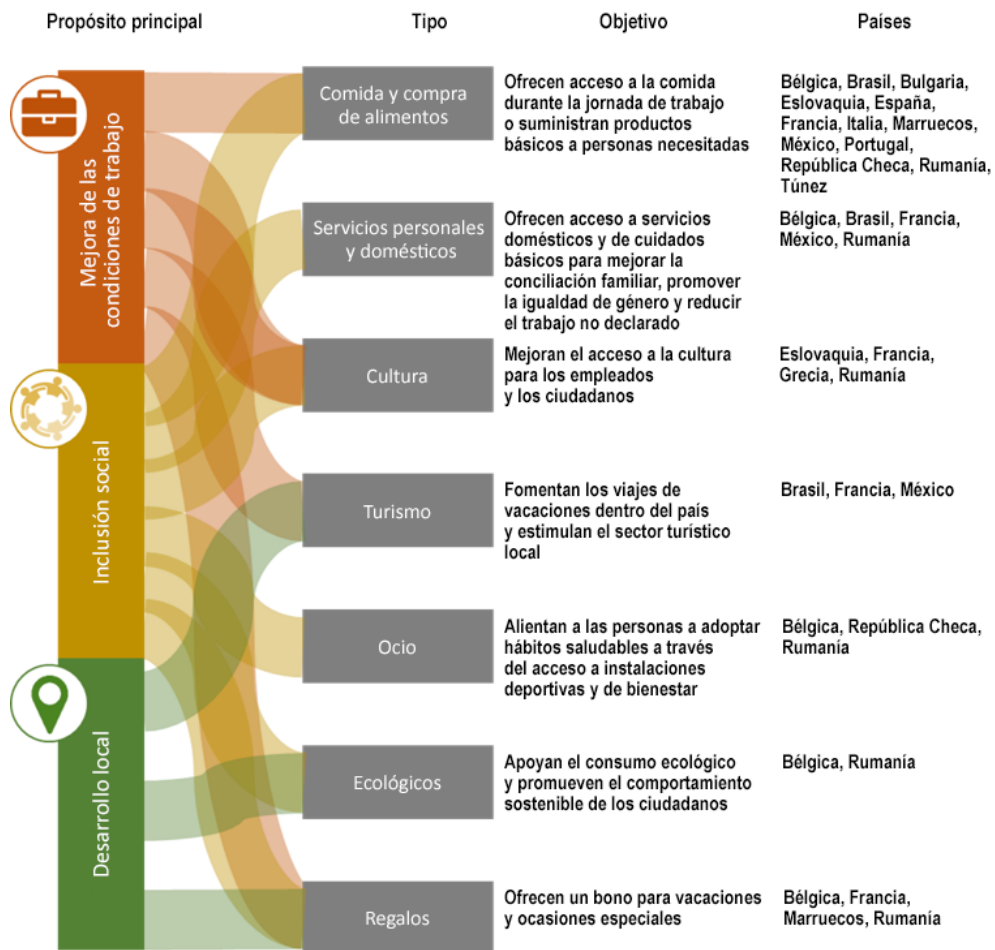 Propósito principal
Tipo
Objetivo
Países
Mejora de las
condiciones de trabajo
Inclusión social
Desarrollo local
Comida y compra
de alimentos
Ofrecen acceso a la comida
durante la jornada de trabajo
o suministran productos
básicos a personas necesitadas
Bélgica, Brasil, Bulgaria,
Eslovaquia, España,
Francia, Italia, Marruecos,
México, Portugal,
República Checa, Rumanía,
Túnez
Servicios personales
y domésticos
Ofrecen acceso a servicios
domésticos y de cuidados
básicos para mejorar la
conciliación familiar, promover
la igualdad de género y reducir
el trabajo no declarado
Bélgica, Brasil, Francia,
México, Rumanía
Cultura
Mejoran el acceso a la cultura
para los empleados
y los ciudadanos
Eslovaquia, Francia,
Grecia, Rumanía
Turismo
Fomentan los viajes de
vacaciones dentro del país
y estimulan el sector turístico
local
Brasil, Francia, México
Ocio
Alientan a las personas a adoptar
hábitos saludables a través
del acceso a instalaciones
deportivas y de bienestar
Bélgica, República Checa,
Rumanía
Ecológicos
Apoyan el consumo ecológico
y promueven el comportamiento
sostenible de los ciudadanos
Bélgica, Rumanía
Regalos
Ofrecen un bono para vacaciones
y ocasiones especiales
Bélgica, Francia,
Marruecos, Rumanía